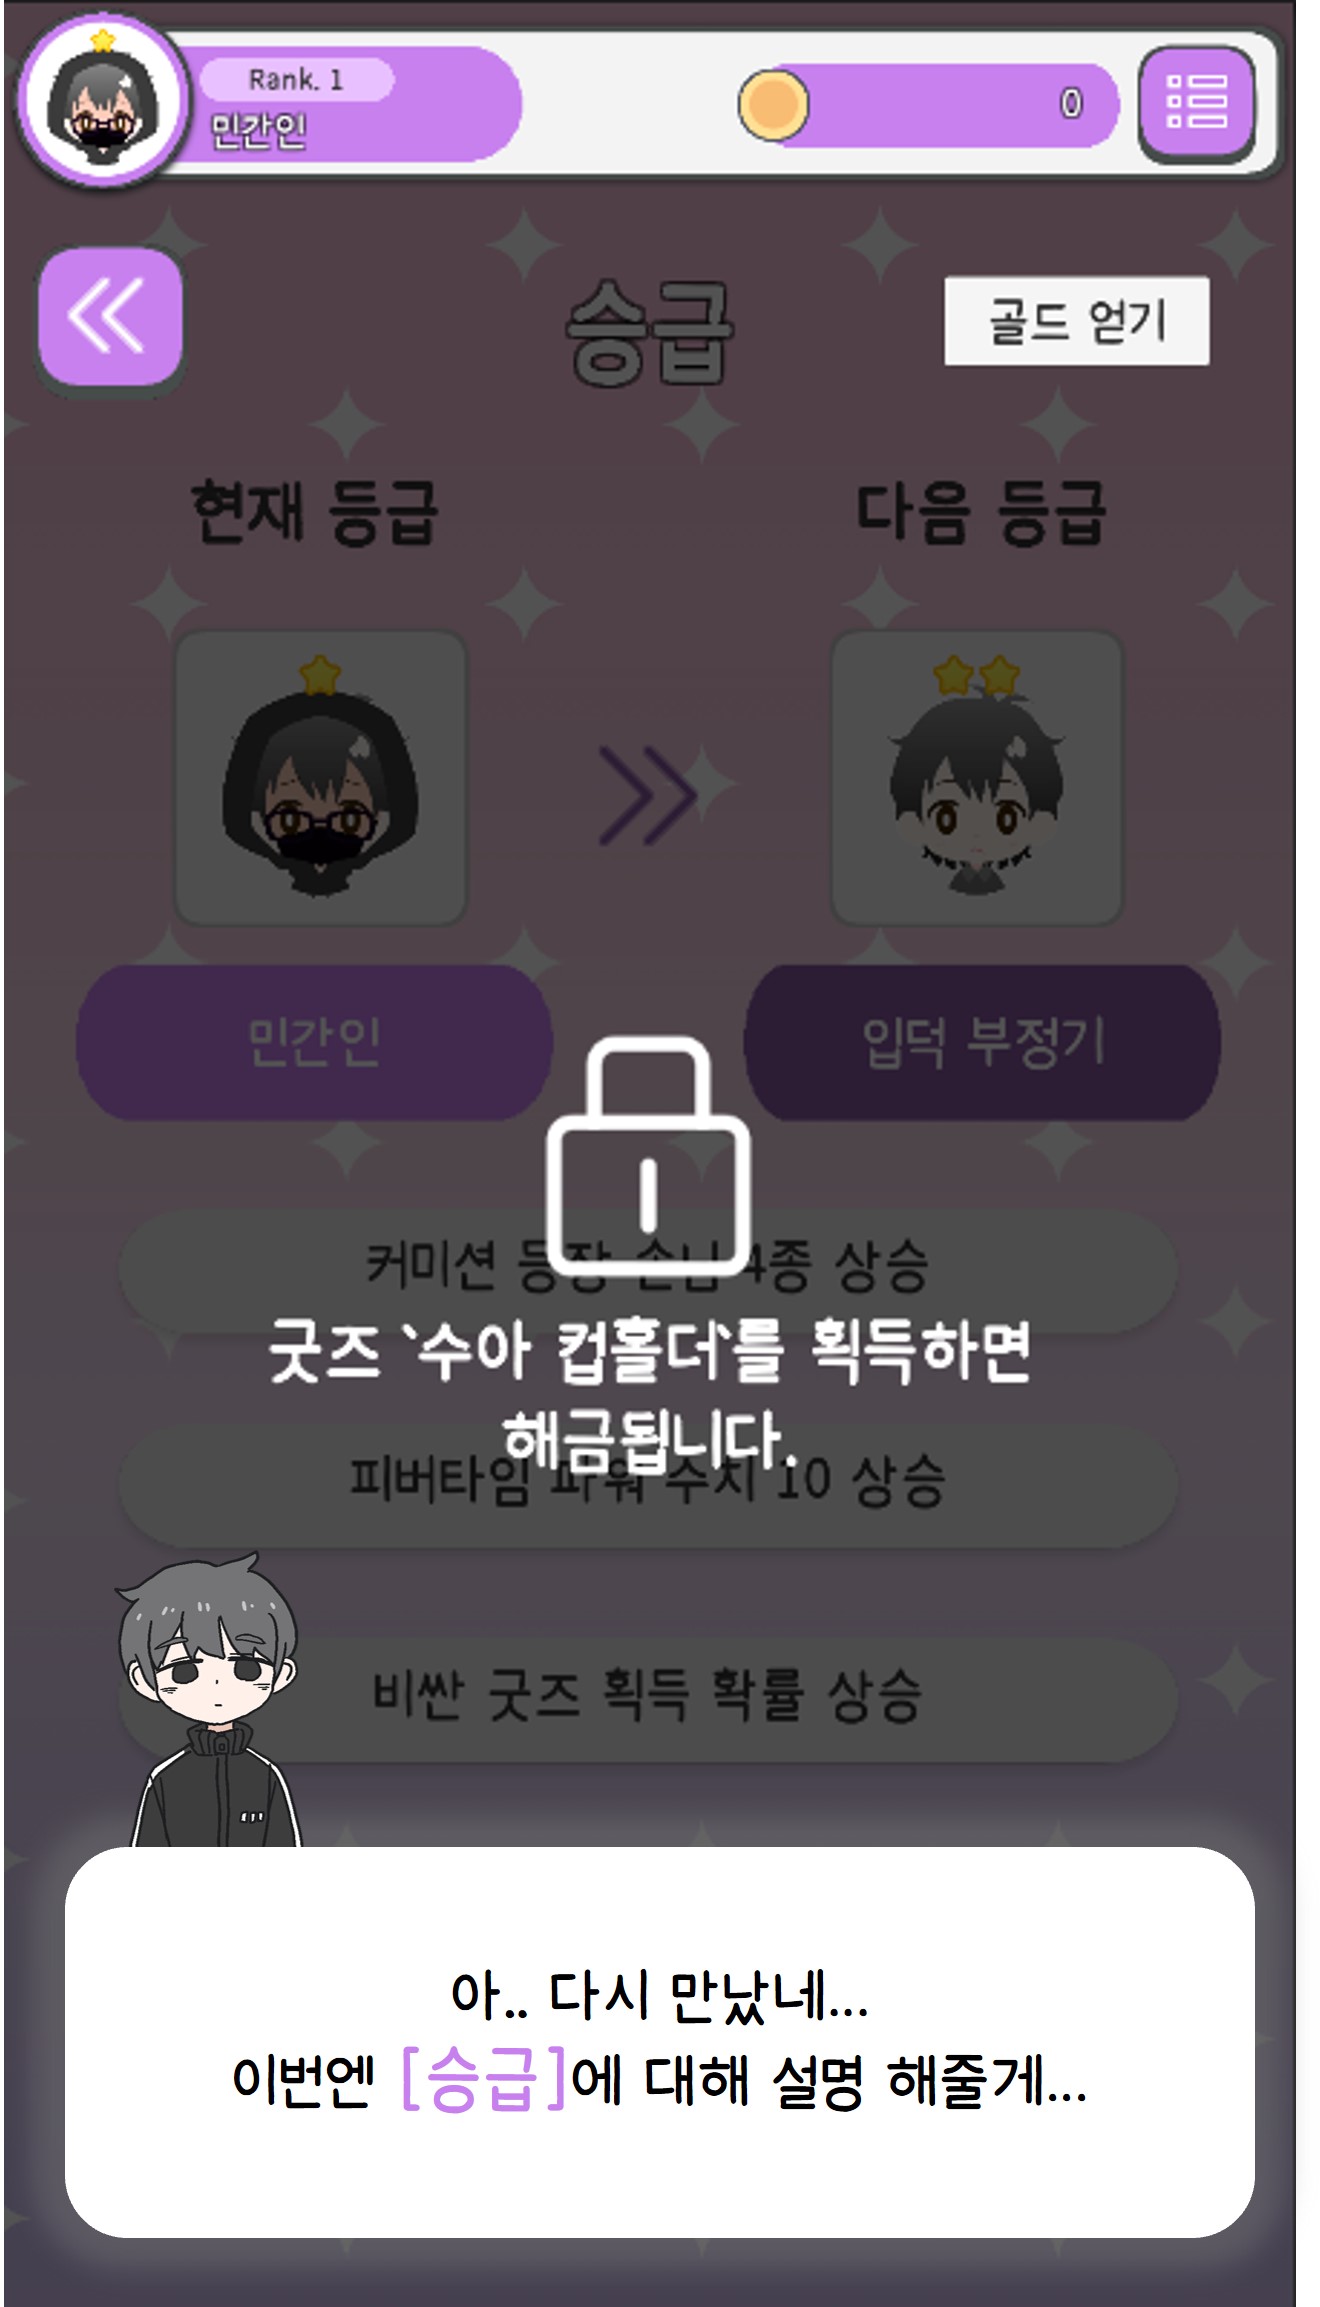 Rank. 1
민간인
0
승급
골드 얻기
현재 등급
다음 등급
민간인
입덕 부정기
커미션 등장 손님 4종 상승
굿즈 `수아 컵홀더`를 획득하면
해금됩니다.
피버타임 파워 수치 10 상승
비싼 굿즈 획득 확률 상승
아.. 다시 만났네...
이번엔 [승급]에 대해 설명 해줄게...